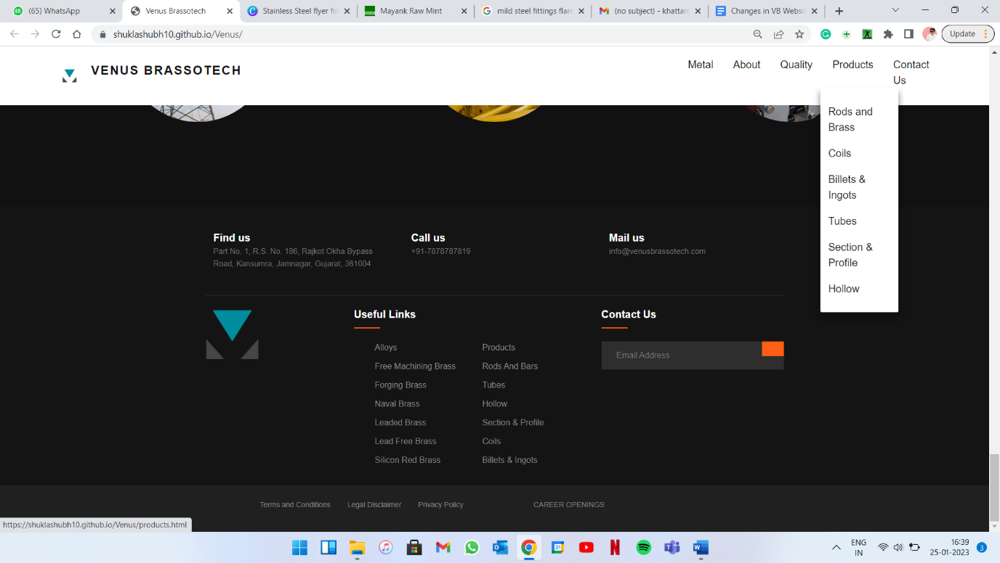 (65) WhatsApp
Venus Brassotech
Stainless Steel flyer fin
Mayank Raw Mint
mild steel fittings flare
(no subject) - khattar
Changes in VB Websit
shuklashubh10.github.io/Venus/
Update
VENUS BRASSOTECH
Metal
About
Quality
Products
Contact
Us
Rods and
Brass
Coils
Billets &
Ingots
Tubes
Section &
Profile
Hollow
Find us
Part No. 1, R.S. No. 186, Rajkot Okha Bypass
Road, Kansumra, Jamnagar, Gujarat, 361004
Call us
+91-7878787819
Mail us
info@venusbrassotech.com
Useful Links
Alloys
Free Machining Brass
Forging Brass
Naval Brass
Leaded Brass
Lead Free Brass
Silicon Red Brass
Products
Rods And Bars
Tubes
Hollow
Section & Profile
Coils
Billets & Ingots
Contact Us
Email Address
Terms and Conditions
Legal Disclaimer
Privacy Policy
CAREER OPENINGS
https://shuklashubh10.github.io/Venus/products.html
ENG
IN
16:39
25-01-2023
3